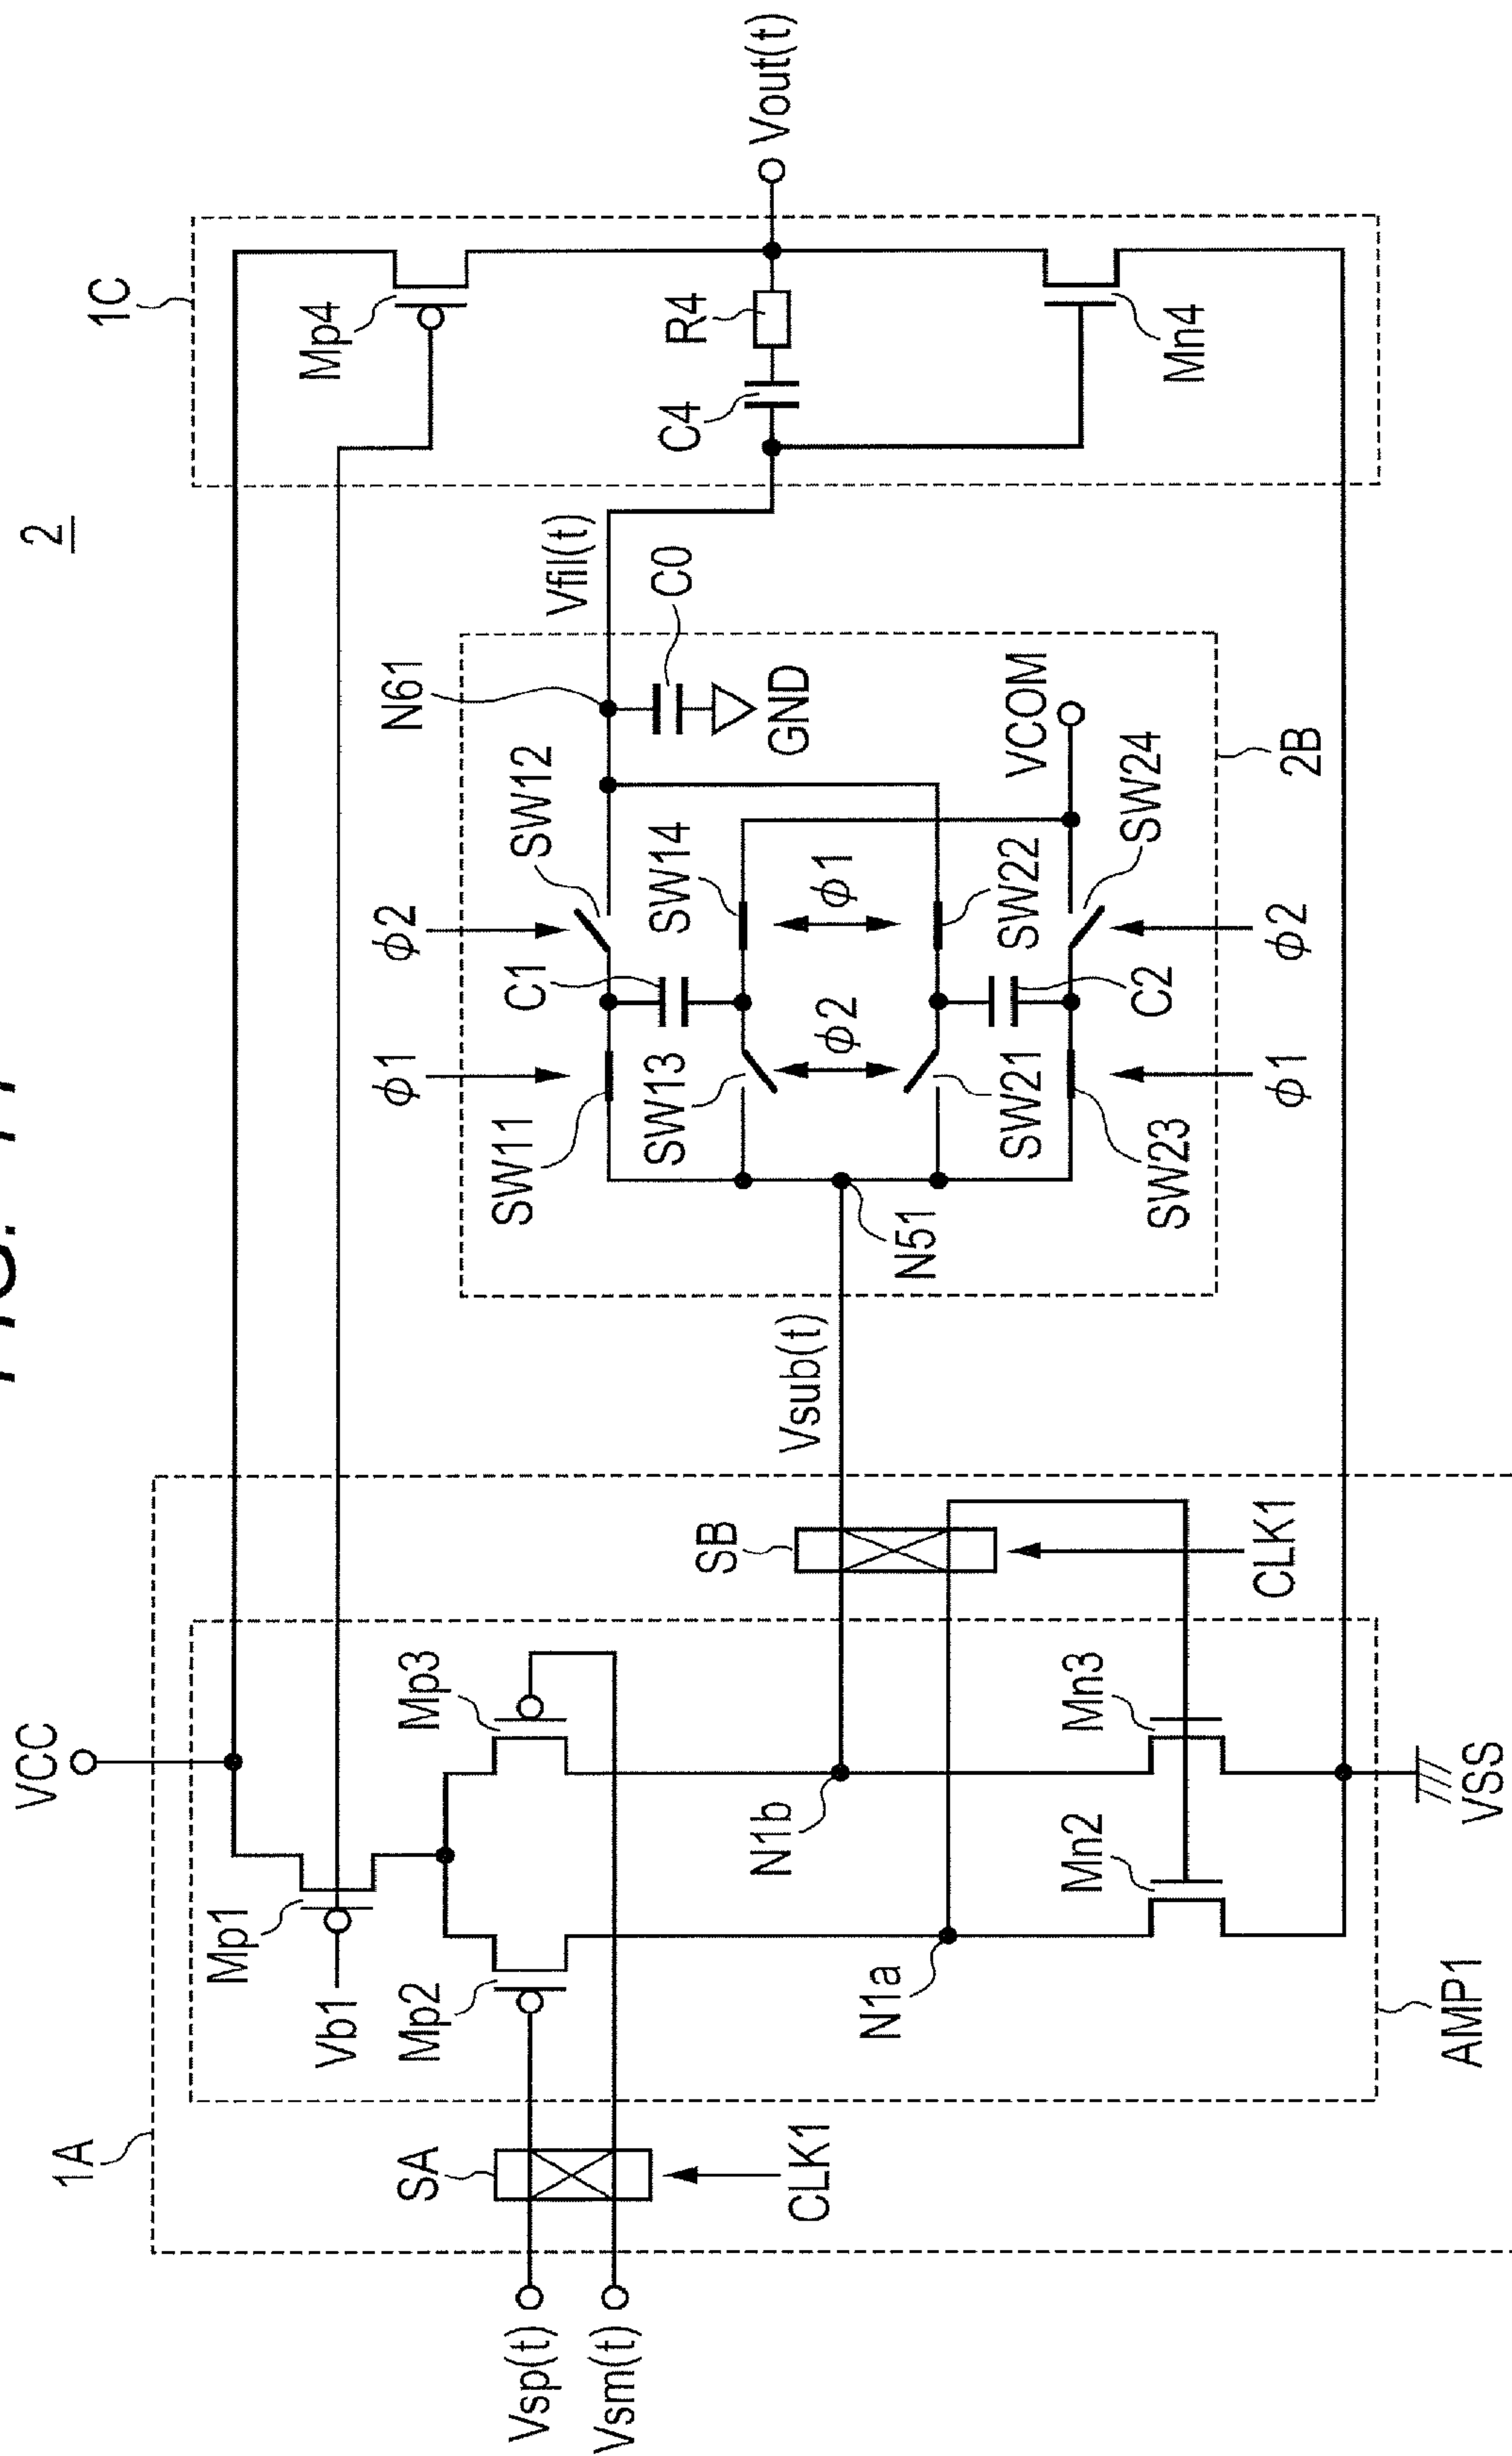 2
1A
VCC
1C
Mp1
Vb1
Mp2
Mp3
Mp4
SA
CLK1
Vsp(t)
Vsm(t)
N1b
N1a
SB
CLK1
Mn2
Mn3
VSS
AMP1
Vsub(t)
N51
2B
ϕ1
ϕ2
SW11
SW12
C1
SW13
SW14
ϕ2
ϕ1
SW21
SW22
C2
SW23
SW24
ϕ1
ϕ2
VCOM
N61
C0
GND
Vfil(t)
C4
R4
Mn4
Vout(t)